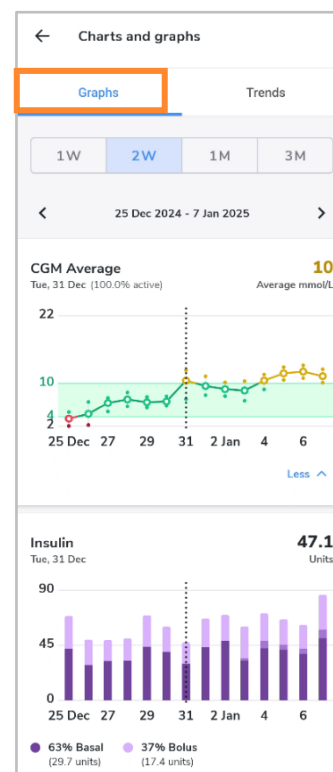 ← Charts and graphs
Graphs Trends
1W 2W 1M 3M
< 25 Dec 2024 - 7 Jan 2025 >
CGM Average 10
Tue, 31 Dec (100.0% active) Average mmol/L
22
10
4
2
25 Dec 27 29 31 2 Jan 4 6
Less
Insulin 47.1
Tue, 31 Dec Units
90
45
0
25 Dec 27 29 31 2 Jan 4 6
63% Basal 37% Bolus
(29.7 units) (17.4 units)